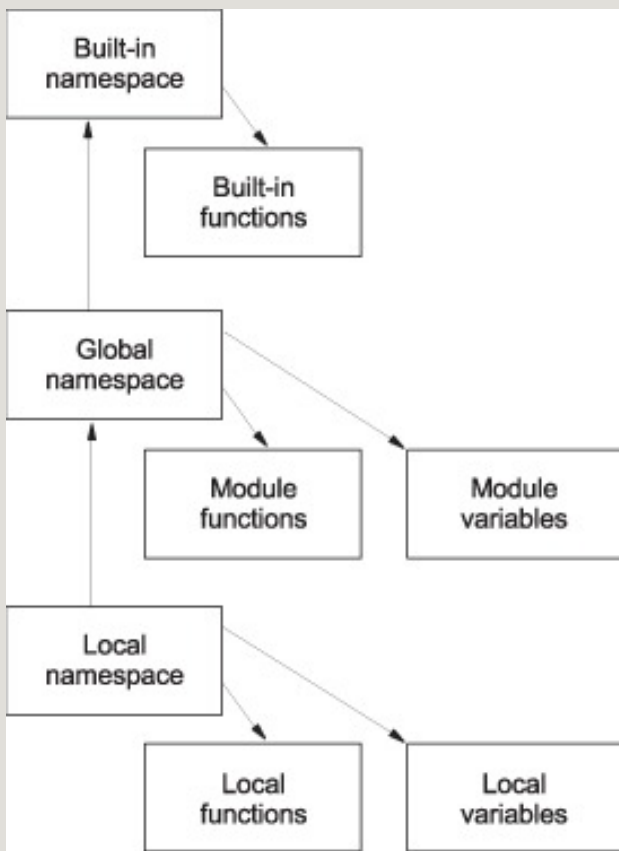 Built-in
namespace
Built-in
functions
Global
namespace
Module
functions
Module
variables
Local
namespace
Local
functions
Local
variables